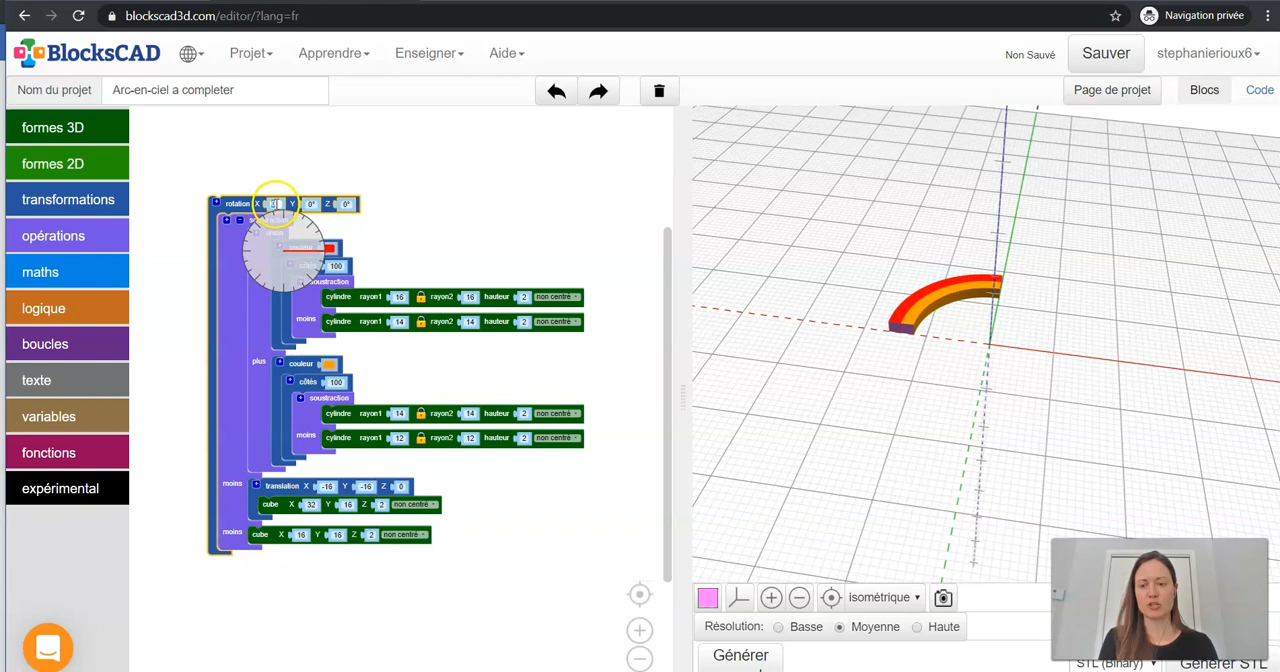 blockscad3d.com/editor/?lang=fr
Navigation privée
BlocksCAD
Projet
Apprendre
Enseigner
Aide
Non Sauvé
Sauver
stephanierioux6
Nom du projet
Arc-en-ciel a completer
Page de projet
Blocs
Code
formes 3D
formes 2D
transformations
opérations
maths
logique
boucles
texte
variables
fonctions
expérimental
rotation X Y 0° Z 0°
100
soustraction
cylindre rayon1 16 rayon2 16 hauteur 2 non centré
moins cylindre rayon1 14 rayon2 14 hauteur 2 non centré
plus couleur
côtés 100
soustraction
cylindre rayon1 14 rayon2 14 hauteur 2 non centré
moins cylindre rayon1 12 rayon2 12 hauteur 2 non centré
moins translation X -16 Y -16 Z 0
cube X 32 Y 16 Z 2 non centré
moins cube X 16 Y 16 Z 2 non centré
isométrique
Résolution: Basse Moyenne Haute
Générer
STL (Binary)
Générer STL